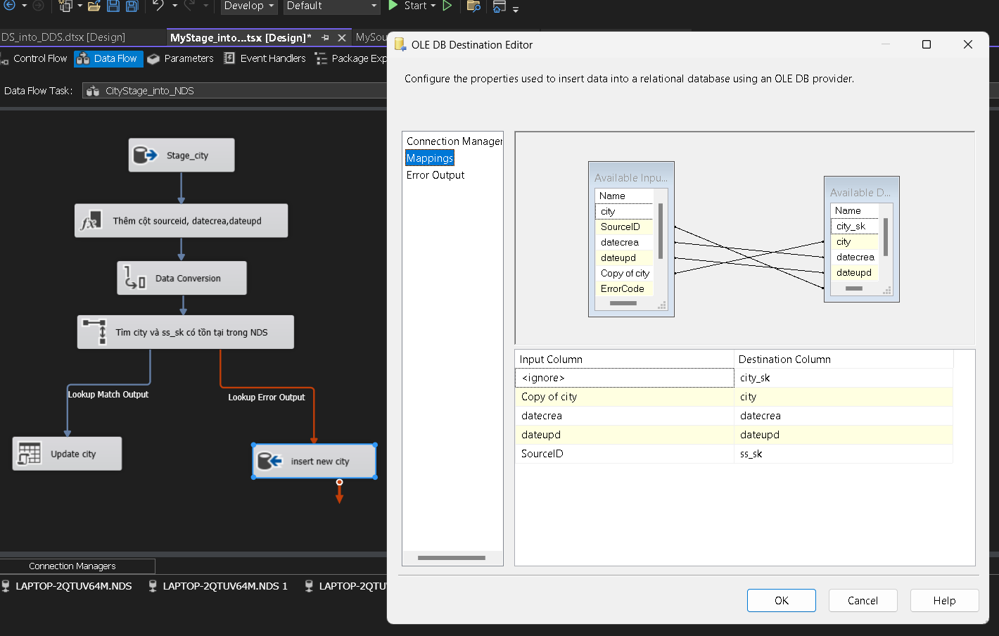 Develop
Default
Start
DS_into_DDS.dtsx [Design]
MyStage_into...tsx [Design]*
MySou
Control Flow
Data Flow
Parameters
Event Handlers
Package Exp
Data Flow Task:
CityStage_into_NDS
Stage_city
Thêm cột sourceid, datecrea,dateupd
Data Conversion
Tìm city và ss_sk có tồn tại trong NDS
Lookup Match Output
Lookup Error Output
Update city
insert new city
Connection Managers
LAPTOP-2QTUV64M.NDS
LAPTOP-2QTUV64M.NDS 1
LAPTOP-2QTU
OLE DB Destination Editor
Configure the properties used to insert data into a relational database using an OLE DB provider.
Connection Manager
Mappings
Error Output
Available Inpu...
Name
city
SourceID
datecrea
dateupd
Copy of city
ErrorCode
Available D...
Name
city_sk
city
datecrea
dateupd
Input Column
Destination Column
<ignore>
city_sk
Copy of city
city
datecrea
datecrea
dateupd
dateupd
SourceID
ss_sk
OK
Cancel
Help